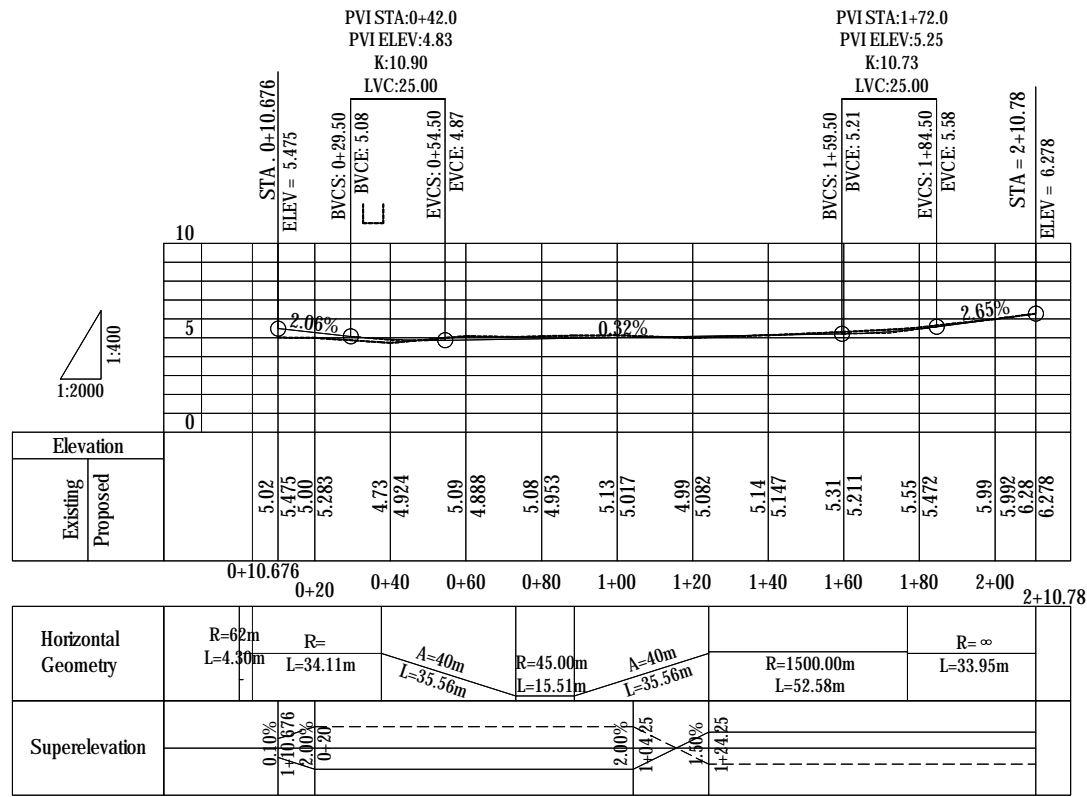 PVI STA:0+42.0
PVI ELEV:4.83
K:10.90
LVC:25.00
PVI STA:1+72.0
PVI ELEV:5.25
K:10.73
LVC:25.00
STA . 0+10.676
ELEV = 5.475
BVCS: 0+29.50
BVCE: 5.08
EVCS: 0+54.50
EVCE: 4.87
BVCS: 1+59.50
BVCE: 5.21
EVCS: 1+84.50
EVCE: 5.58
STA = 2+10.78
ELEV = 6.278
10
5
0
2.06%
0.32%
2.65%
1:400
1:2000
Elevation
Existing
Proposed
5.02
5.475
5.00
5.283
4.73
4.924
5.09
4.888
5.08
4.953
5.13
5.017
4.99
5.082
5.14
5.147
5.31
5.211
5.55
5.472
5.99
5.992
6.28
6.278
0+10.676
0+20
0+40
0+60
0+80
1+00
1+20
1+40
1+60
1+80
2+00
2+10.78
Horizontal
Geometry
R=62m
L=4.30m
-
R=
L=34.11m
A=40m
L=35.56m
R=45.00m
L=15.51m
A=40m
L=35.56m
R=1500.00m
L=52.58m
R= ∞
L=33.95m
Superelevation
0.10%
1+10.676
2.00%
0+20
2.00%
1+04.25
1.50%
1+24.25